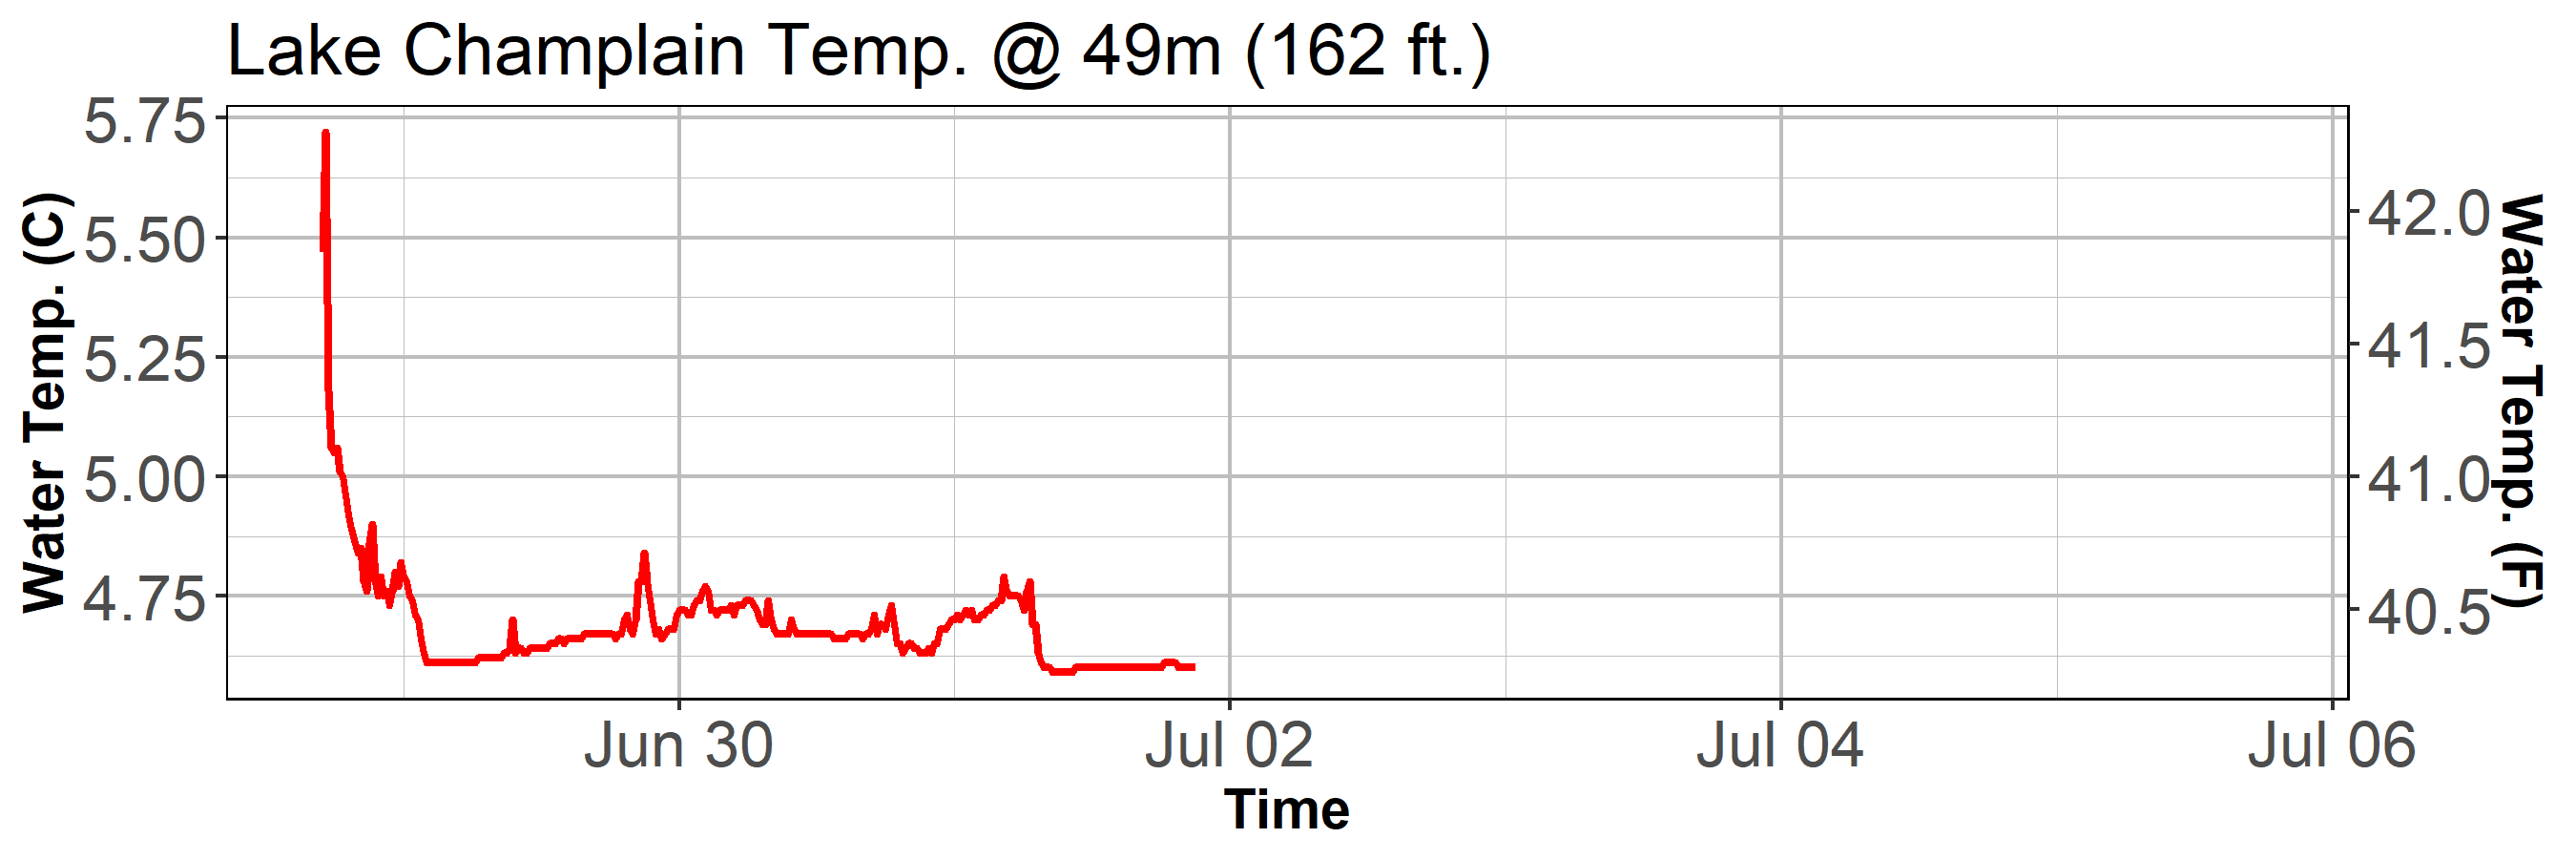 Lake Champlain Temp. @ 49m (162 ft.)
Water Temp. (C)
5.75
5.50
5.25
5.00
4.75
42.0
41.5
41.0
40.5
Water Temp. (F)
Jun 30
Jul 02
Jul 04
Jul 06
Time